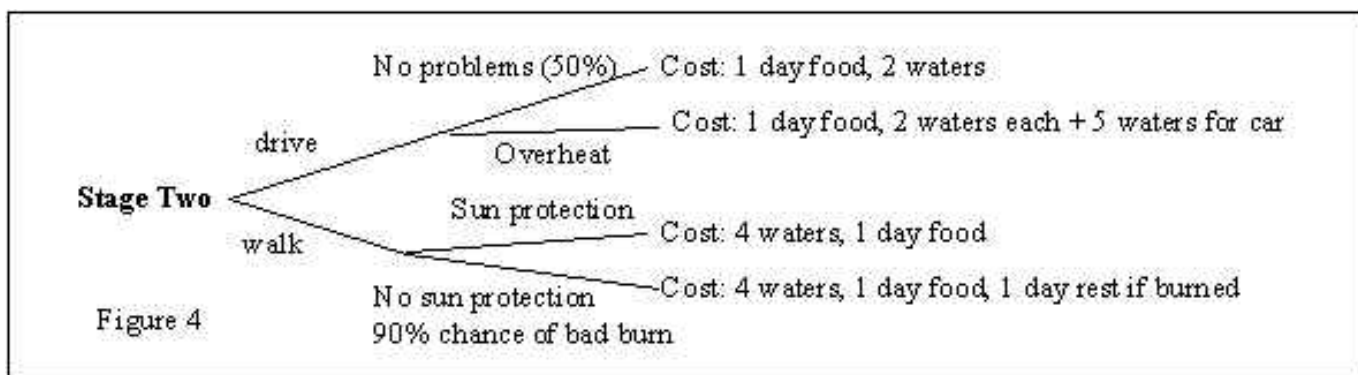 No problems (50%)
Cost: 1 day food, 2 waters
drive
Overheat
Cost: 1 day food, 2 waters each + 5 waters for car
Stage Two
walk
Sun protection
Cost: 4 waters, 1 day food
No sun protection
90% chance of bad burn
Cost: 4 waters, 1 day food, 1 day rest if burned
Figure 4